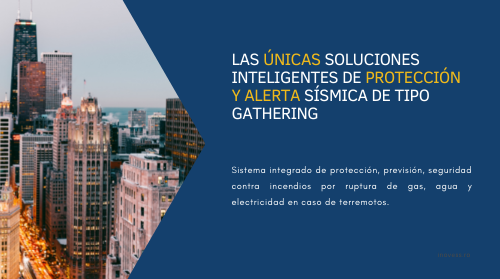 LAS ÚNICAS SOLUCIONES
INTELIGENTES DE PROTECCIÓN
Y ALERTA SÍSMICA DE TIPO
GATHERING
Sistema integrado de protección, previsión, seguridad
contra incendios por ruptura de gas, agua y
electricidad en caso de terremotos.